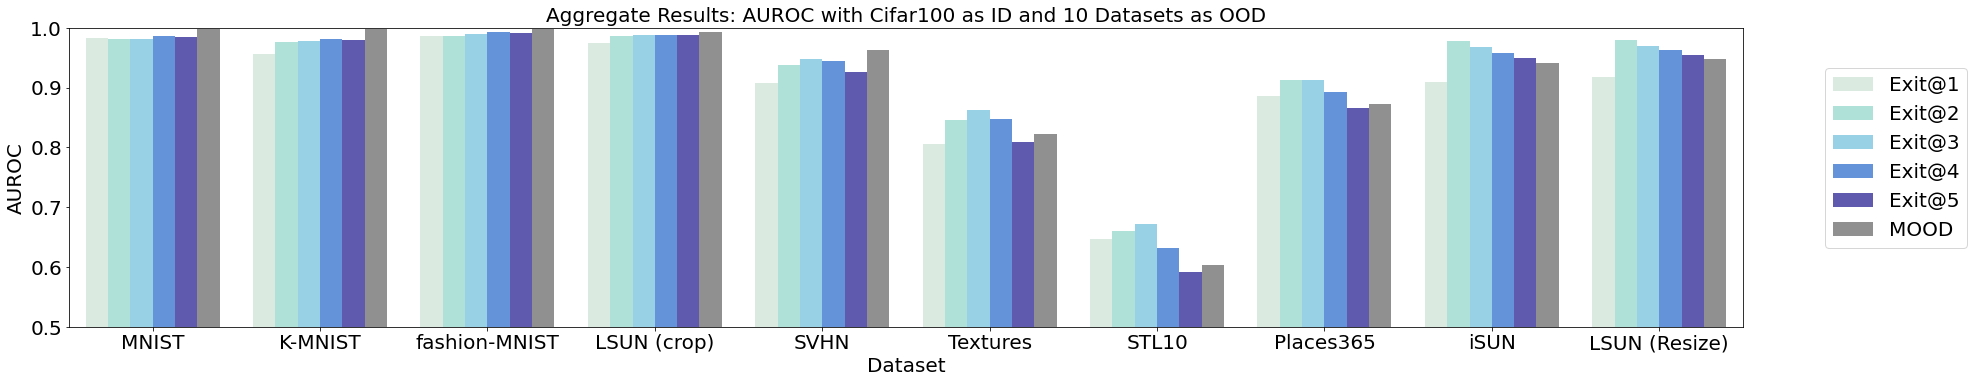 Aggregate Results: AUROC with Cifar100 as ID and 10 Datasets as OOD
1.0
0.9
0.8
0.7
0.6
0.5
AUROC
MNIST
K-MNIST
fashion-MNIST
LSUN (crop)
SVHN
Textures
STL10
Places365
iSUN
LSUN (Resize)
Dataset
Exit@1
Exit@2
Exit@3
Exit@4
Exit@5
MOOD